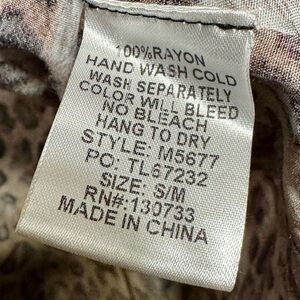 100%RAYON
HAND WASH COLD
WASH SEPARATELY
COLOR WILL BLEED
NO BLEACH
HANG TO DRY
STYLE: M5677
PO: TL67232
SIZE: S/M
RN#:130733
MADE IN CHINA